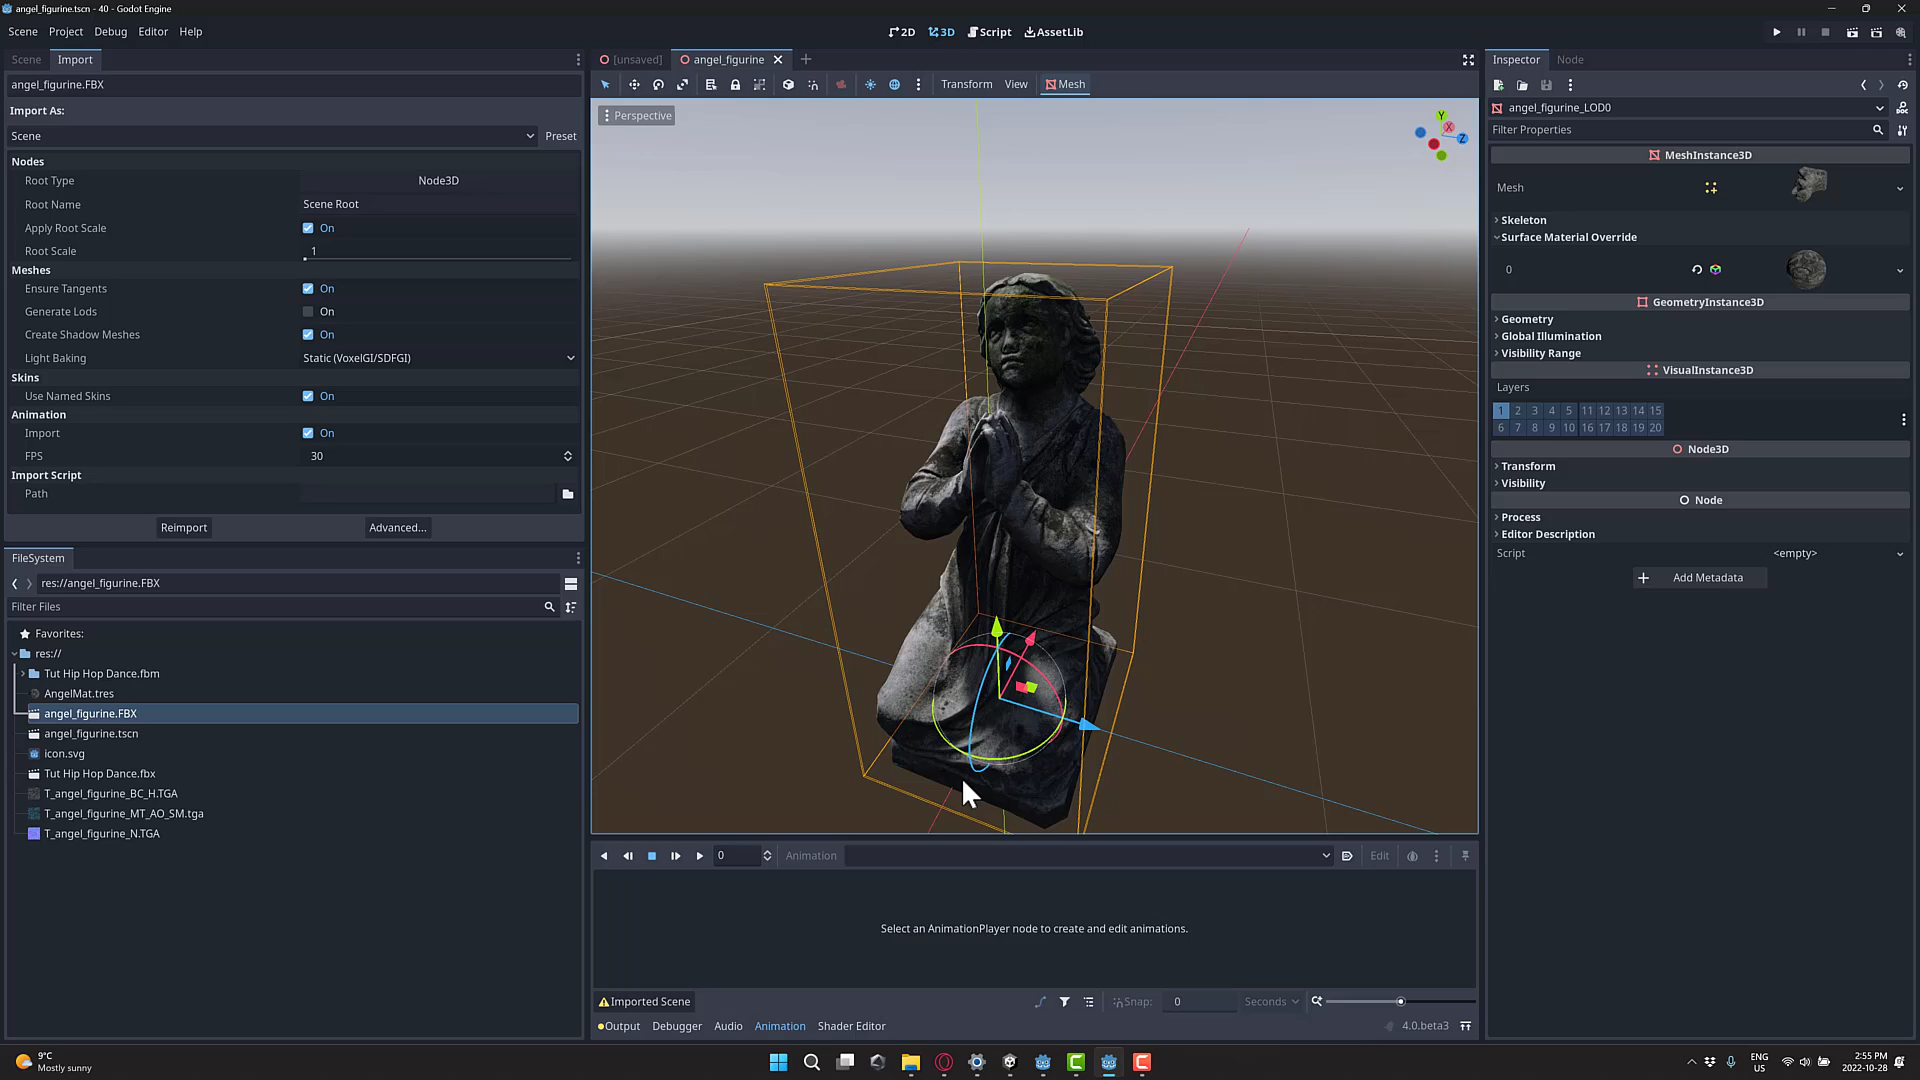 angel_figurine.tscn - 40 - Godot Engine
Scene Project Debug Editor Help
2D 3D Script AssetLib
Scene Import
[unsaved] angel_figurine
Inspector Node
angel_figurine.FBX
Transform View Mesh
Import As:
angel_figurine_LOD0
Scene Preset
Perspective
Y X Z
Filter Properties
Nodes
Root Type Node3D
Root Name Scene Root
Apply Root Scale On
Root Scale 1
Meshes
Ensure Tangents On
Generate Lods On
Create Shadow Meshes On
Light Baking Static (VoxelGI/SDFGI)
Skins
Use Named Skins On
Animation
Import On
FPS 30
Import Script
Path
Reimport Advanced...
FileSystem
res://angel_figurine.FBX
Filter Files
Favorites:
res://
Tut Hip Hop Dance.fbm
AngelMat.tres
angel_figurine.FBX
angel_figurine.tscn
icon.svg
Tut Hip Hop Dance.fbx
T_angel_figurine_BC_H.TGA
T_angel_figurine_MT_AO_SM.tga
T_angel_figurine_N.TGA
0 Animation Edit
Select an AnimationPlayer node to create and edit animations.
Imported Scene Snap: 0 Seconds
Output Debugger Audio Animation Shader Editor 4.0.beta3
MeshInstance3D
Mesh
Skeleton
Surface Material Override
0
GeometryInstance3D
Geometry
Global Illumination
Visibility Range
VisualInstance3D
Layers
1 2 3 4 5 11 12 13 14 15
6 7 8 9 10 16 17 18 19 20
Node3D
Transform
Visibility
Node
Process
Editor Description
Script <empty>
Add Metadata
9°C
Mostly sunny
ENG
US
2:55 PM
2022-10-28